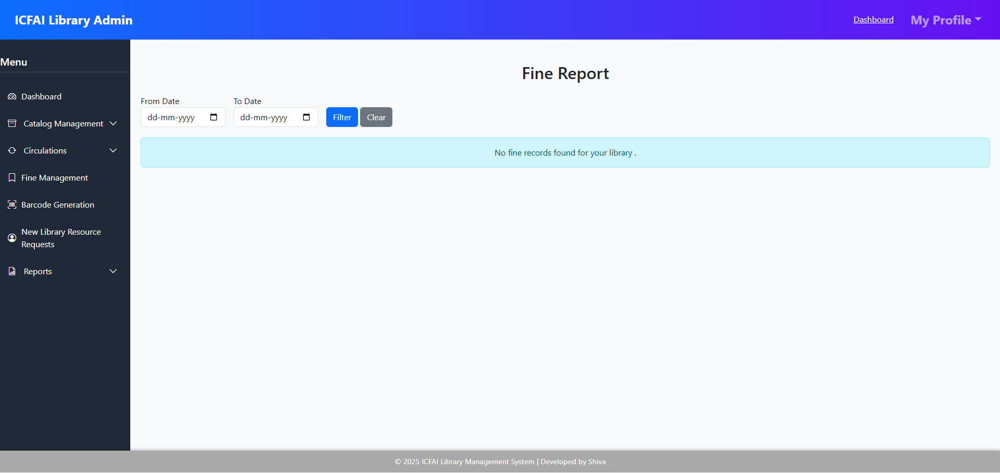 ICFAI Library Admin
Dashboard
My Profile
Menu
Dashboard
Catalog Management
Circulations
Fine Management
Barcode Generation
New Library Resource
Requests
Reports
Fine Report
From Date
To Date
dd-mm-yyyy
dd-mm-yyyy
Filter
Clear
No fine records found for your library .
© 2025 ICFAI Library Management System | Developed by Shiva